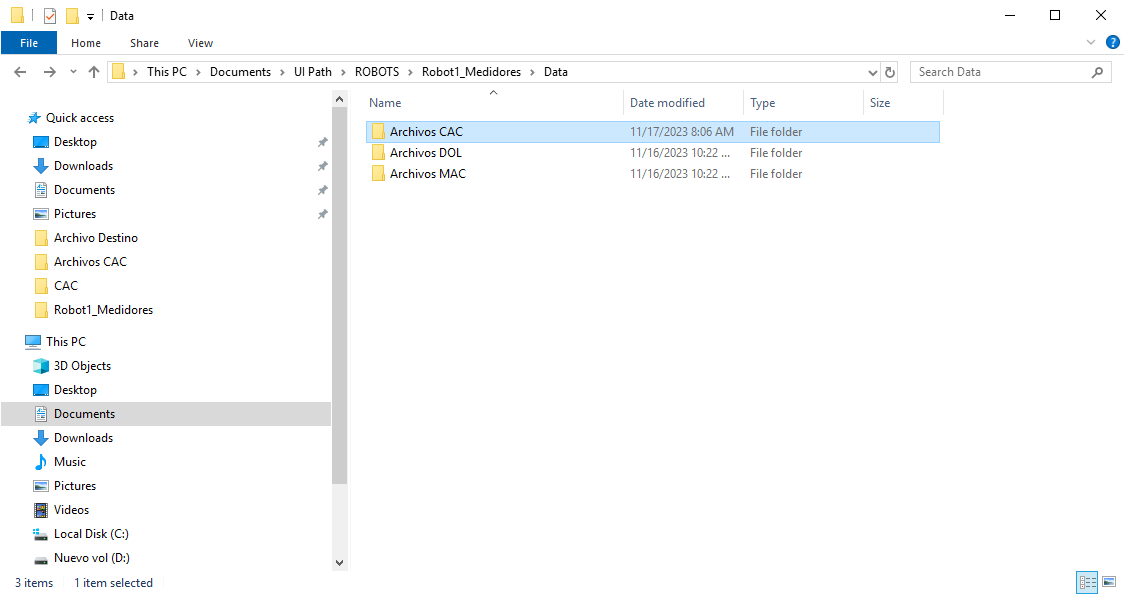 Data
File Home Share View
This PC Documents UI Path ROBOTS Robot1_Medidores Data Search Data
Name Date modified Type Size
Archivos CAC 11/17/2023 8:06 AM File folder
Archivos DOL 11/16/2023 10:22 ... File folder
Archivos MAC 11/16/2023 10:22 ... File folder
Quick access
Desktop
Downloads
Documents
Pictures
Archivo Destino
Archivos CAC
CAC
Robot1_Medidores
This PC
3D Objects
Desktop
Documents
Downloads
Music
Pictures
Videos
Local Disk (C:)
Nuevo vol (D:)
3 items 1 item selected